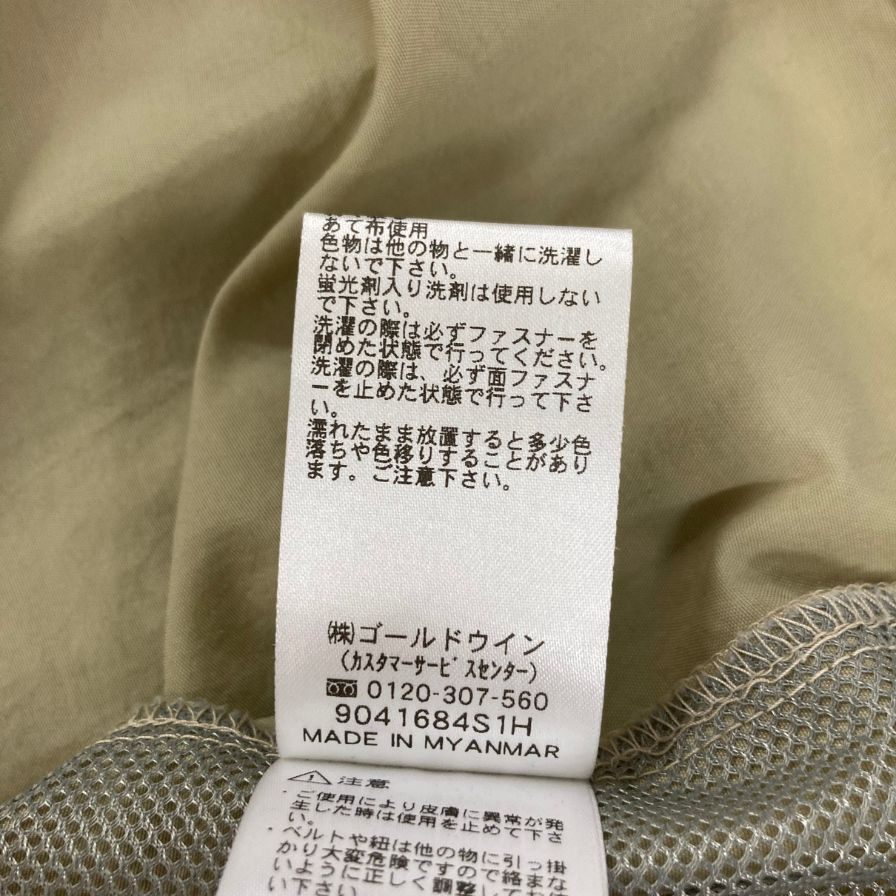 あて布使用
色物は他の物と一緒に洗濯し
ないで下さい。
蛍光剤入り洗剤は使用しない
で下さい。
洗濯の際は必ずファスナーを
閉めた状態で行ってください。
洗濯の際は、必ず面ファスナ
ーを止めた状態で行って下さ
い。
濡れたまま放置すると多少色
落ちや色移りすることがあり
ます。ご注意下さい。
㈱ゴールドウイン
(ｶｽﾀﾏｰｻｰﾋﾞｽｾﾝﾀｰ)
0120-307-560
9041684S1H
MADE IN MYANMAR
⚠注意
・ご使用により皮膚に異常が発
生した時は使用を止めて下さ
い。
・ベルトや紐は他の物に引っ掛
かり大変危険ですので絡まな
いように正しく調整して
い下さい